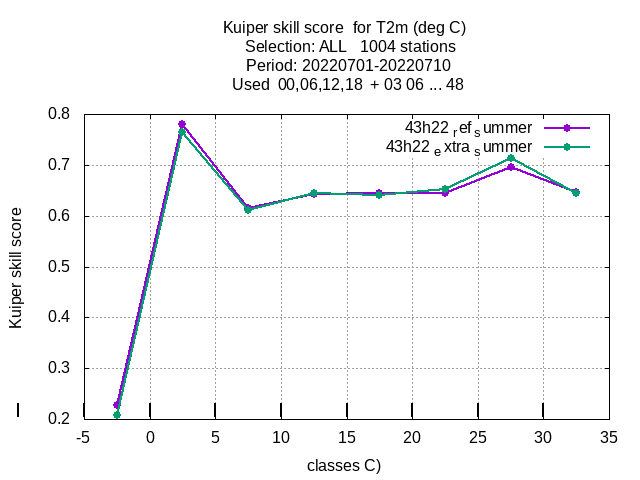 Kuiper skill score  for T2m (deg C)
Selection: ALL   1004 stations
Period: 20220701-20220710
Used  00,06,12,18  + 03 06 ... 48
43h22 ref summer
43h22 extra summer
Kuiper skill score
0.8
0.7
0.6
0.5
0.4
0.3
0.2
-5 0 5 10 15 20 25 30 35
classes C)